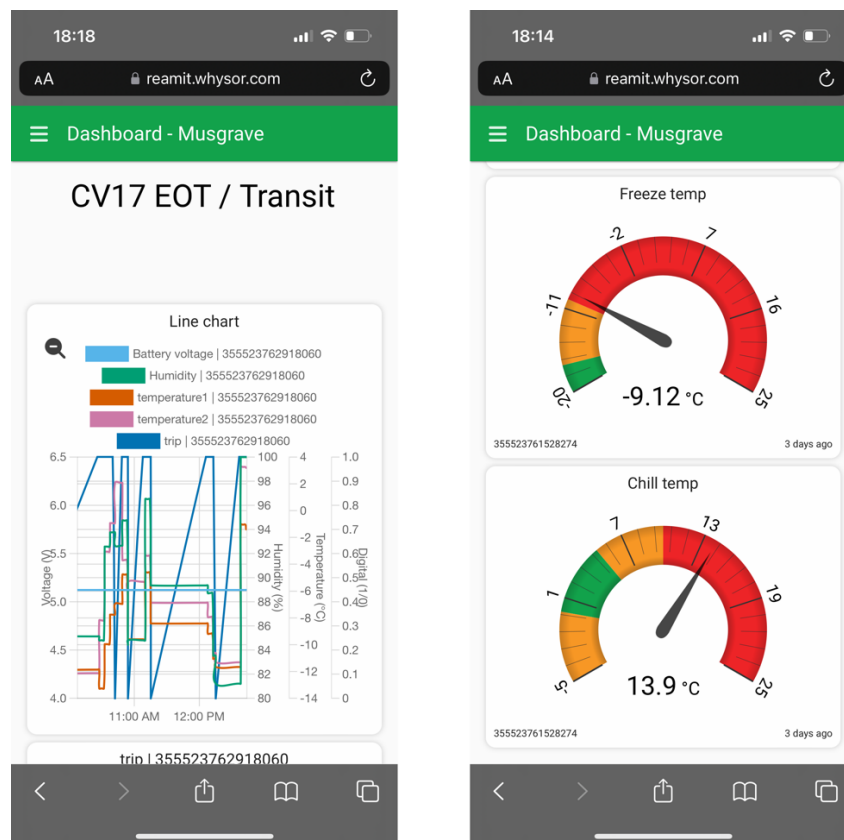 18:18
AA reamit.whysor.com
Dashboard - Musgrave
CV17 EOT / Transit
Line chart
Battery voltage | 355523762918060
Humidity | 355523762918060
temperature1 | 355523762918060
temperature2 | 355523762918060
trip | 355523762918060
6.5
6.0
5.5
5.0
4.5
4.0
Voltage (V)
100
98
96
94
92
90
88
86
84
82
80
Humidity (%)
4
2
0
-2
-4
-6
-8
-10
-12
-14
Temperature (°C)
1.0
0.9
0.8
0.7
0.6
0.5
0.4
0.3
0.2
0.1
0
Digital (1/0)
11:00 AM 12:00 PM
trip | 355523762918060
18:14
AA reamit.whysor.com
Dashboard - Musgrave
Freeze temp
-20
-11
-2
7
16
25
-9.12 °C
355523761528274 3 days ago
Chill temp
-5
1
7
13
19
25
13.9 °C
355523761528274 3 days ago